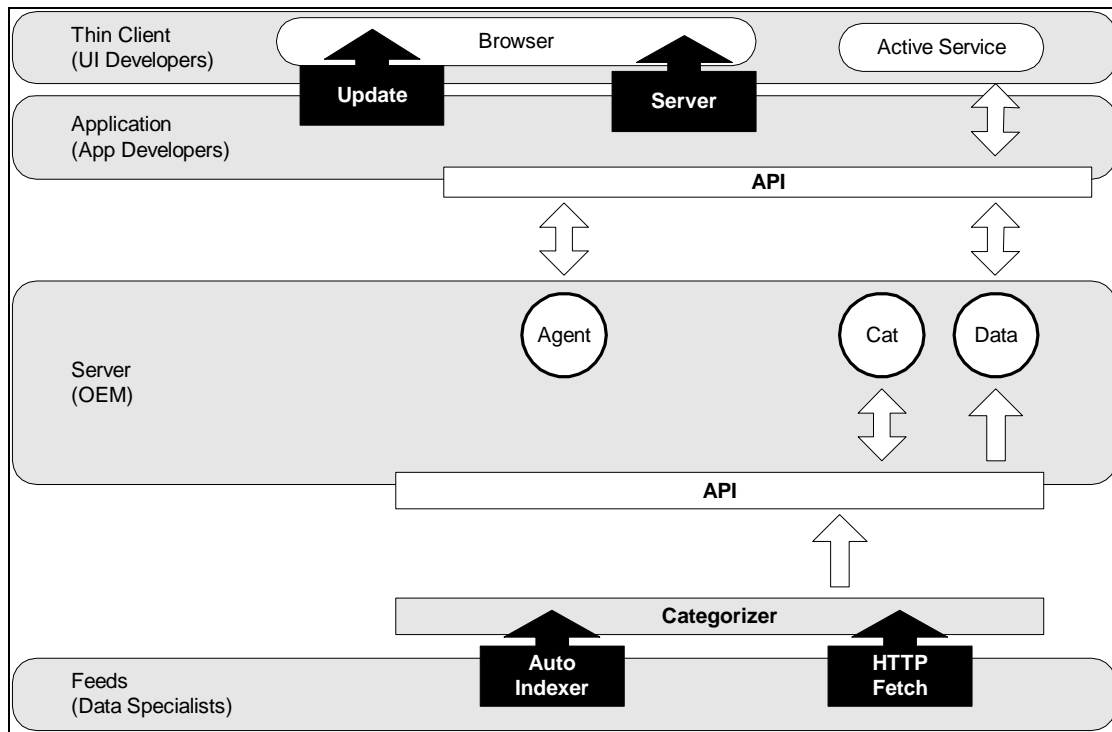 Thin Client
(UI Developers)
Browser
Active Service
Update
Server
Application
(App Developers)
API
Agent
Cat
Data
Server
(OEM)
API
Categorizer
Auto
Indexer
HTTP
Fetch
Feeds
(Data Specialists)